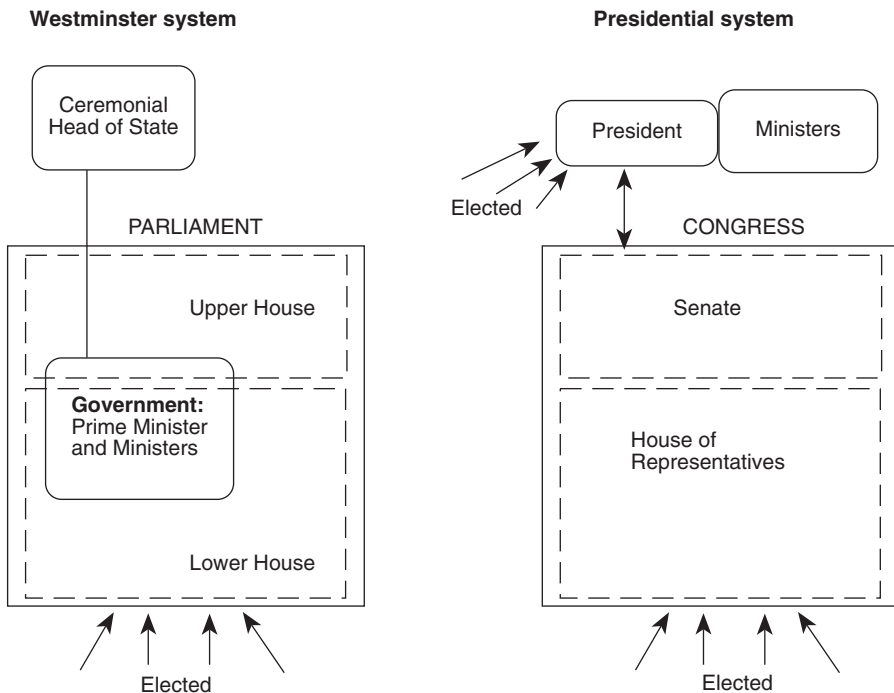 Westminster system
Ceremonial
Head of State
PARLIAMENT
Upper House
Government:
Prime Minister
and Ministers
Lower House
Elected
Presidential system
President
Ministers
Elected
CONGRESS
Senate
House of
Representatives
Elected